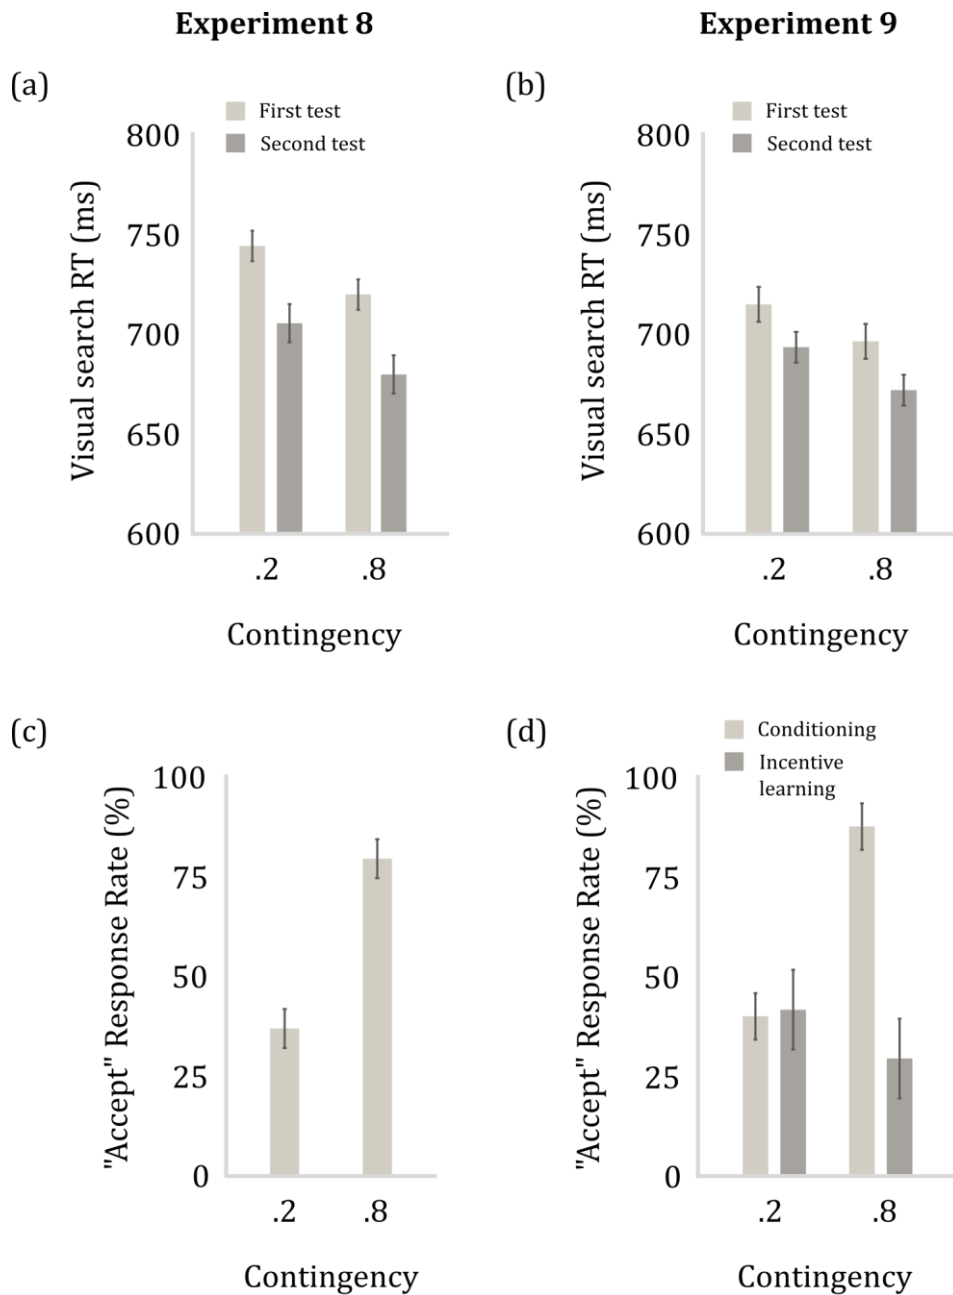 Experiment 8
Experiment 9
(a)
First test
Second test
800
750
700
650
600
Visual search RT (ms)
.2
.8
Contingency
(b)
First test
Second test
800
750
700
650
600
Visual search RT (ms)
.2
.8
Contingency
(c)
100
75
50
25
0
"Accept" Response Rate (%)
.2
.8
Contingency
(d)
Conditioning
Incentive
learning
100
75
50
25
0
"Accept" Response Rate (%)
.2
.8
Contingency